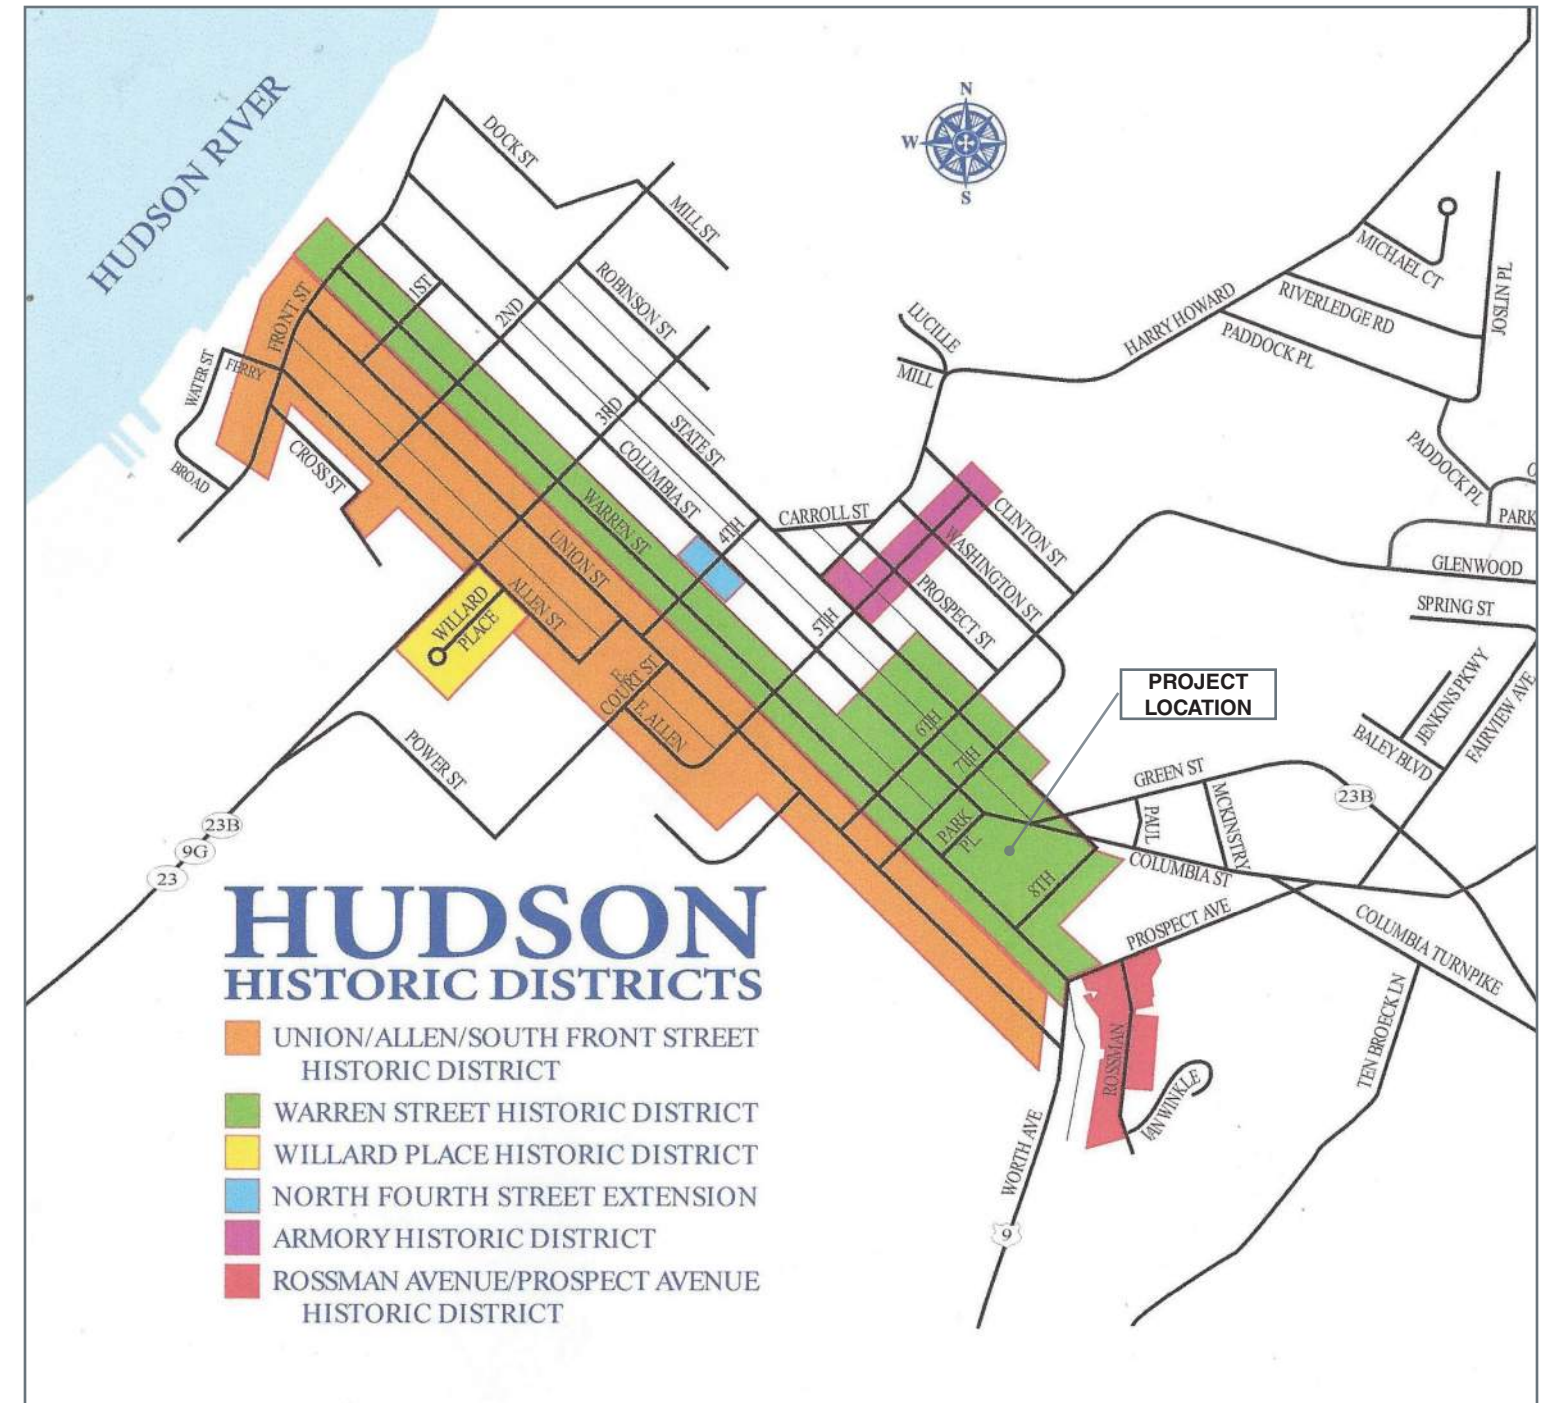 HUDSON RIVER
N
W
S
DOCK ST
MILL ST
ROBINSON ST
1ST
2ND
3RD
4TH
5TH
6TH
7TH
8TH
FRONT ST
WATER ST
FERRY
BROAD
CROSS ST
STATE ST
COLUMBIA ST
WARREN ST
UNION ST
ALLEN ST
WILLARD
PLACE
E.
COURT ST
E. ALLEN
POWER ST
CARROLL ST
LUCILLE
MILL
CLINTON ST
WASHINGTON ST
PROSPECT ST
HARRY HOWARD
MICHAEL CT
RIVERLEDGE RD
PADDOCK PL
JOSLIN PL
PADDOCK PL
PARK
GLENWOOD
SPRING ST
JENKINS PKWY
BALEY BLVD
FAIRVIEW AVE
PROJECT
LOCATION
GREEN ST
PAUL
MCKINSTRY
23B
PARK
PL
COLUMBIA ST
PROSPECT AVE
COLUMBIA TURNPIKE
TEN BROECK LN
ROSSMAN
VAN WINKLE
WORTH AVE
9
23B
9G
23
HUDSON
HISTORIC DISTRICTS
UNION/ALLEN/SOUTH FRONT STREET
HISTORIC DISTRICT
WARREN STREET HISTORIC DISTRICT
WILLARD PLACE HISTORIC DISTRICT
NORTH FOURTH STREET EXTENSION
ARMORY HISTORIC DISTRICT
ROSSMAN AVENUE/PROSPECT AVENUE
HISTORIC DISTRICT